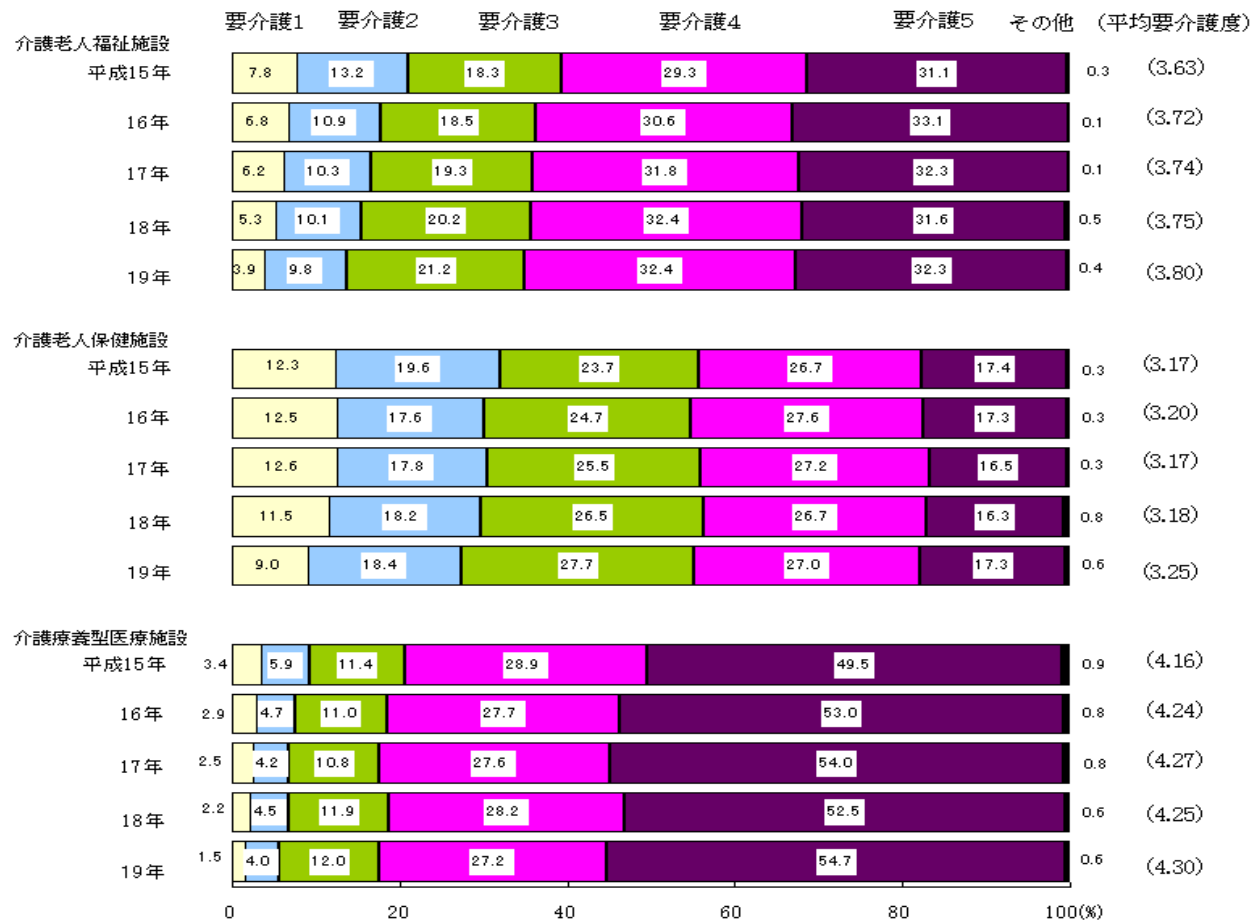 要介護1 要介護2 要介護3 要介護4 要介護5 その他 (平均要介護度)
介護老人福祉施設
平成15年 7.8 13.2 18.3 29.3 31.1 0.3 (3.63)
16年 6.8 10.9 18.5 30.6 33.1 0.1 (3.72)
17年 6.2 10.3 19.3 31.8 32.3 0.1 (3.74)
18年 5.3 10.1 20.2 32.4 31.6 0.5 (3.75)
19年 3.9 9.8 21.2 32.4 32.3 0.4 (3.80)
介護老人保健施設
平成15年 12.3 19.6 23.7 26.7 17.4 0.3 (3.17)
16年 12.5 17.6 24.7 27.6 17.3 0.3 (3.20)
17年 12.6 17.8 25.5 27.2 16.5 0.3 (3.17)
18年 11.5 18.2 26.5 26.7 16.3 0.8 (3.18)
19年 9.0 18.4 27.7 27.0 17.3 0.6 (3.25)
介護療養型医療施設
平成15年 3.4 5.9 11.4 28.9 49.5 0.9 (4.16)
16年 2.9 4.7 11.0 27.7 53.0 0.8 (4.24)
17年 2.5 4.2 10.8 27.6 54.0 0.8 (4.27)
18年 2.2 4.5 11.9 28.2 52.5 0.6 (4.25)
19年 1.5 4.0 12.0 27.2 54.7 0.6 (4.30)
0 20 40 60 80 100(%)